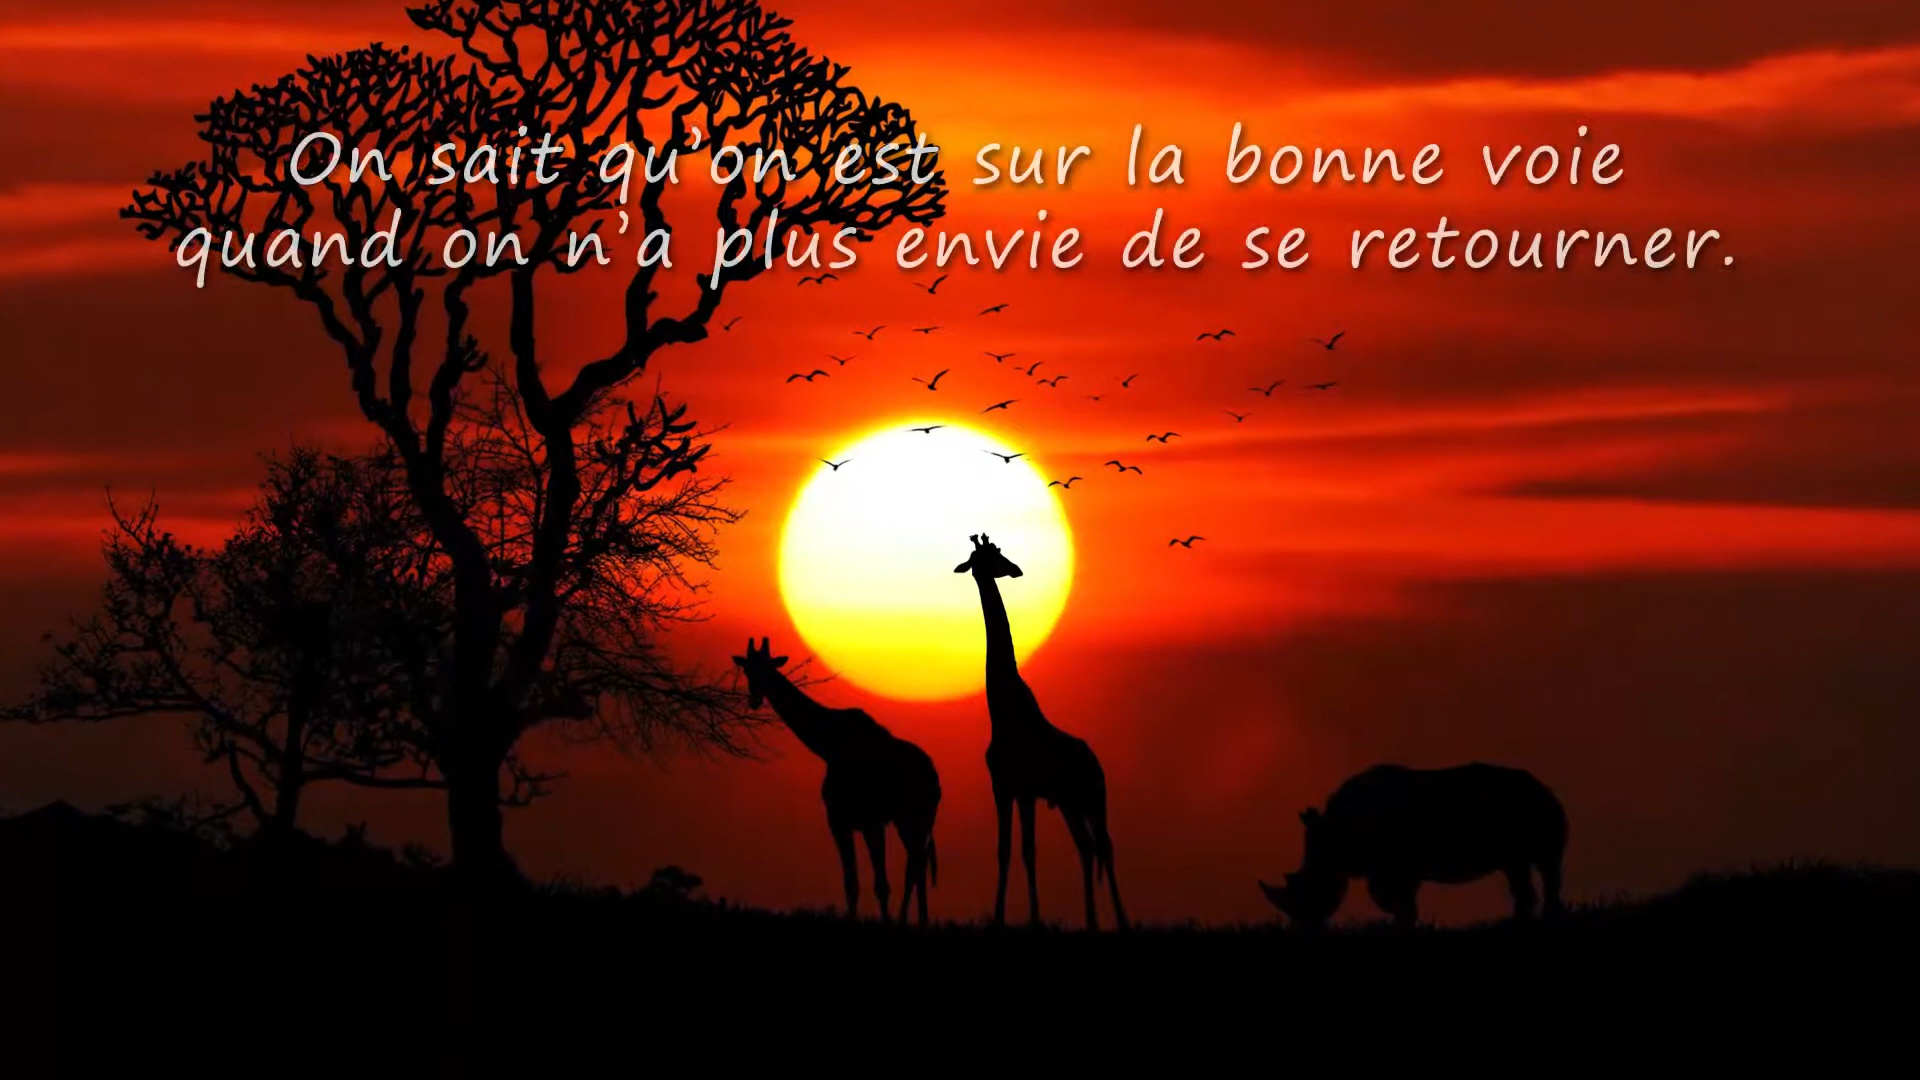 On sait qu’on est sur la bonne voie
quand on n’a plus envie de se retourner.